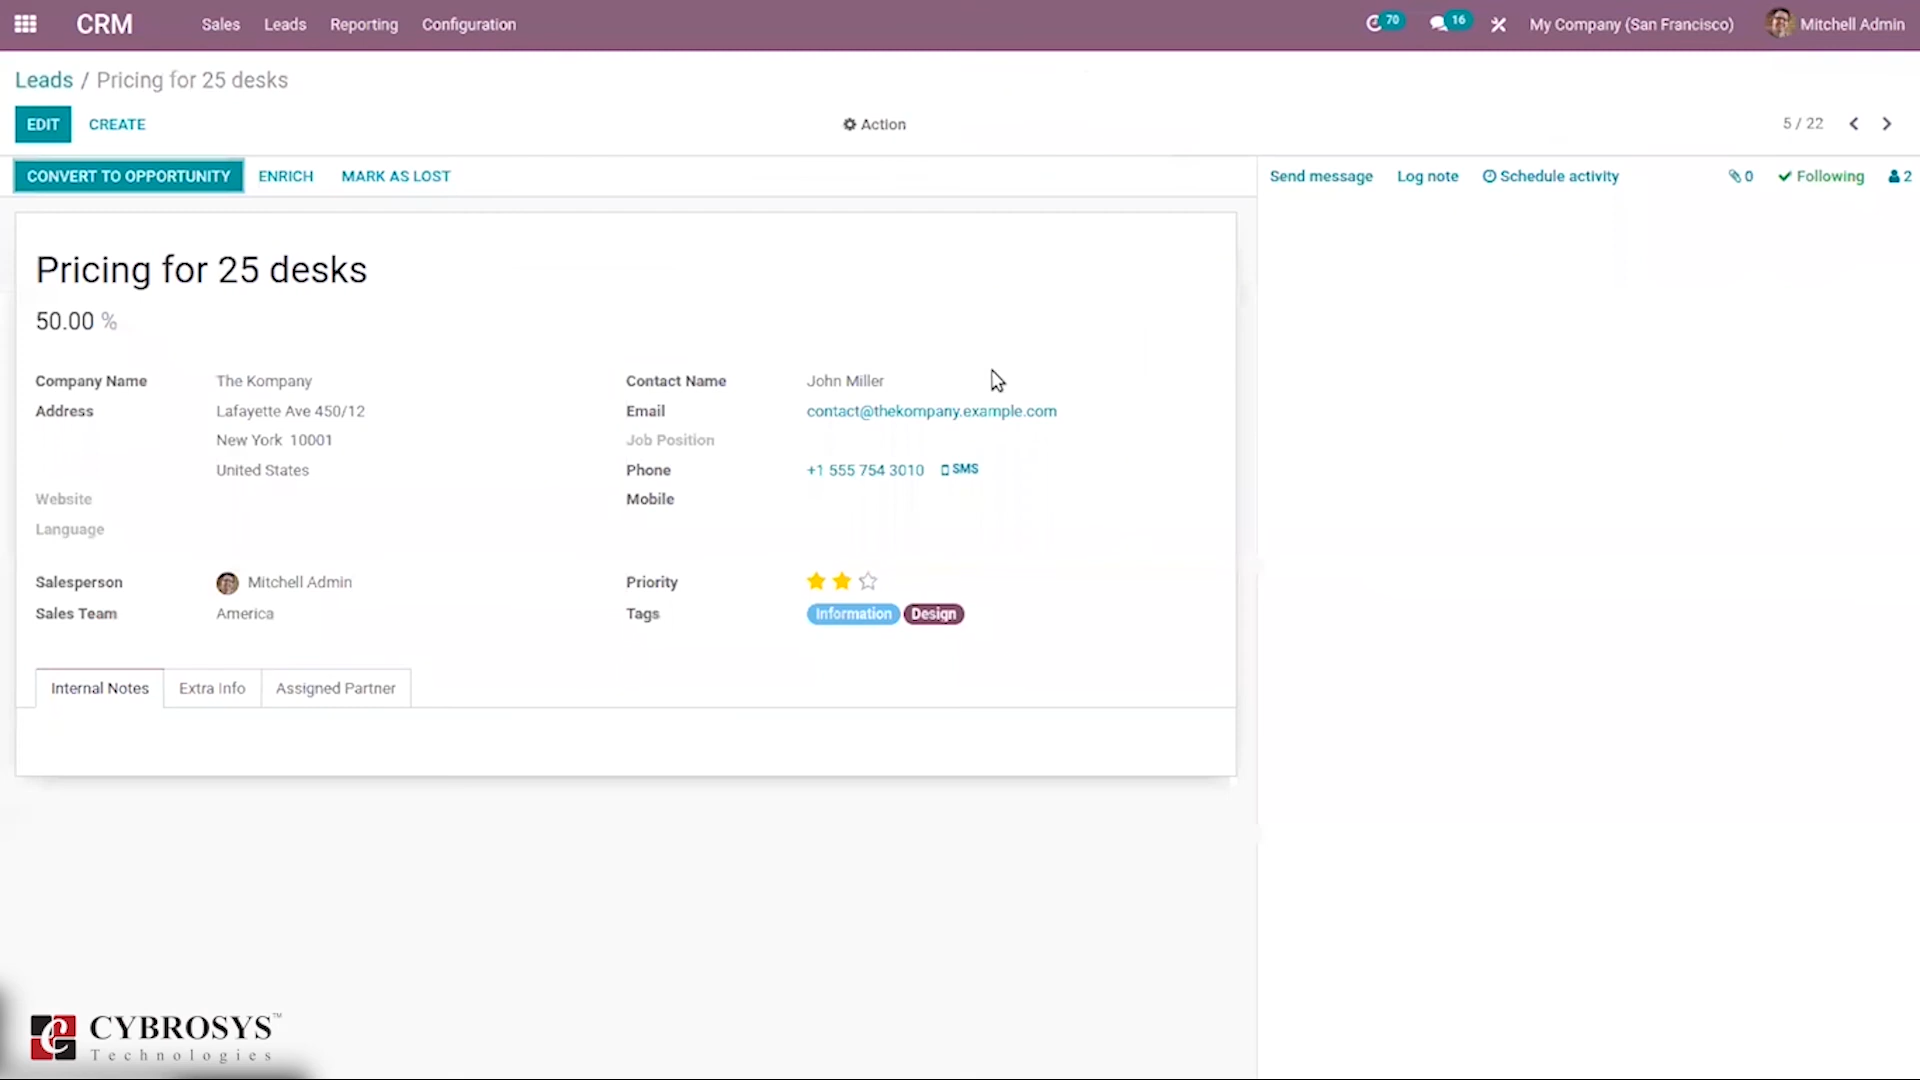 CRM Sales Leads Reporting Configuration 70 16 My Company (San Francisco) Mitchell Admin
Leads / Pricing for 25 desks
EDIT CREATE Action 5 / 22
CONVERT TO OPPORTUNITY ENRICH MARK AS LOST Send message Log note Schedule activity 0 Following 2
Pricing for 25 desks
50.00 %
Company Name The Kompany Contact Name John Miller
Address Lafayette Ave 450/12 Email contact@thekompany.example.com
New York 10001 Job Position
United States Phone +1 555 754 3010 SMS
Website Mobile
Language
Salesperson Mitchell Admin Priority
Sales Team America Tags Information Design
Internal Notes Extra Info Assigned Partner
CYBROSYS™
Technologies